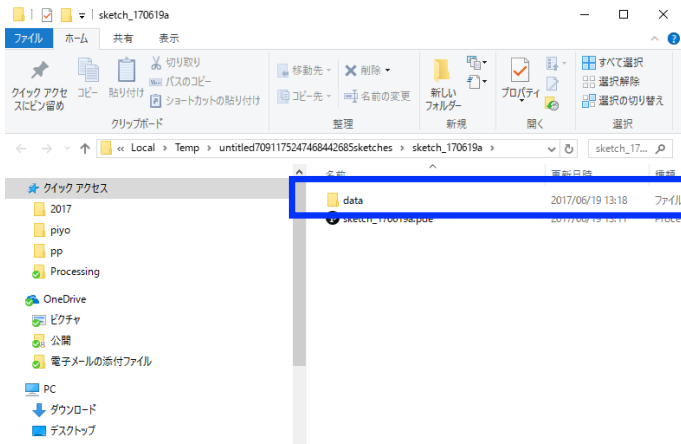 sketch_170619a
ファイル ホーム 共有 表示
クイック アクセスにピン留め
コピー
貼り付け
切り取り
パスのコピー
ショートカットの貼り付け
移動先
コピー先
削除
名前の変更
新しいフォルダー
プロパティ
すべて選択
選択解除
選択の切り替え
クリップボード 整理 新規 開く 選択
« Local › Temp › untitled7091175247468442685sketches › sketch_170619a ›
sketch_17...
名前 更新日時 種類
data 2017/06/19 13:18 ファイル
sketch_170619a.pde 2017/06/19 13:11 Proce
クイック アクセス
2017
piyo
pp
Processing
OneDrive
ピクチャ
公開
電子メールの添付ファイル
PC
ダウンロード
デスクトップ